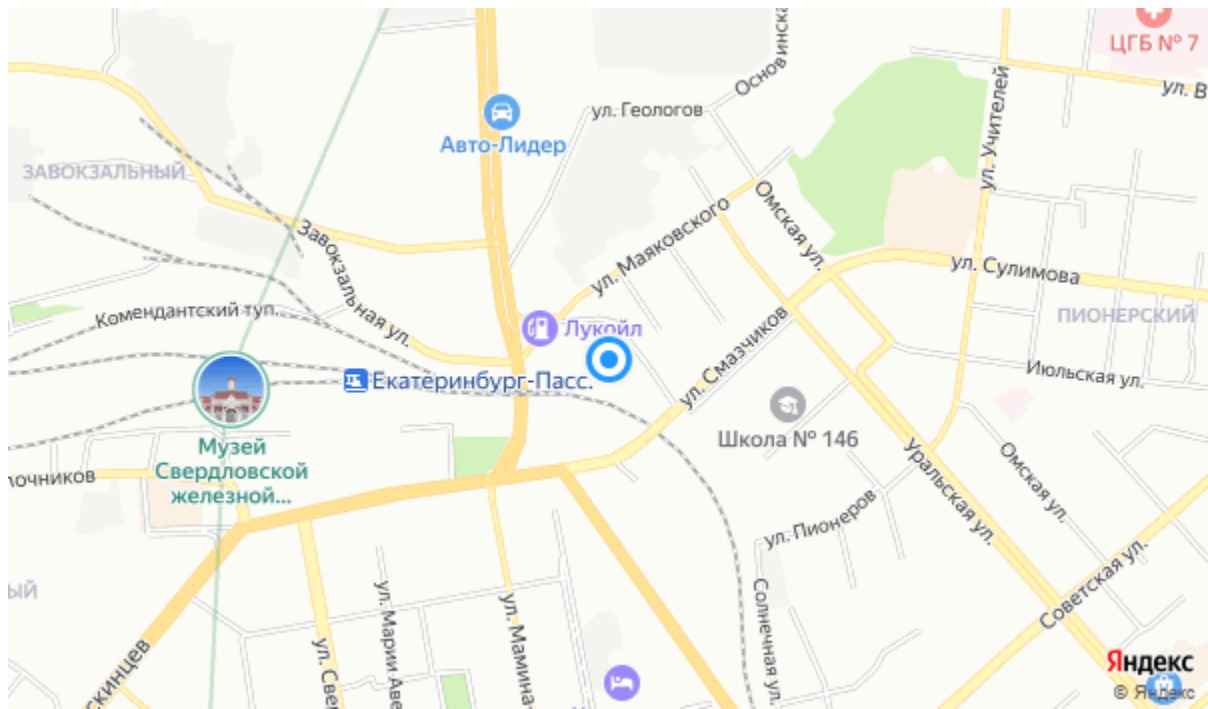 ЦГБ № 7
Основинска
ул. В
ул. Геологов
ул. Учителей
Авто-Лидер
ЗАВОКЗАЛЬНЫЙ
Омская ул.
ул. Маяковского
Завокзальная ул.
ул. Сулимова
Комендантский туп.
Лукойл
ПИОНЕРСКИЙ
ул. Смазчиков
Екатеринбург-Пасс.
Июльская ул.
Школа № 146
Музей
Свердловской
железной...
лочников
Уральская ул.
Омская ул.
ул. Пионеров
Советская ул.
Солнечная ул.
ЫЙ
ул. Марии Аве
ул. Мамина-
ул. Све
скинцев
Яндекс
© Яндекс